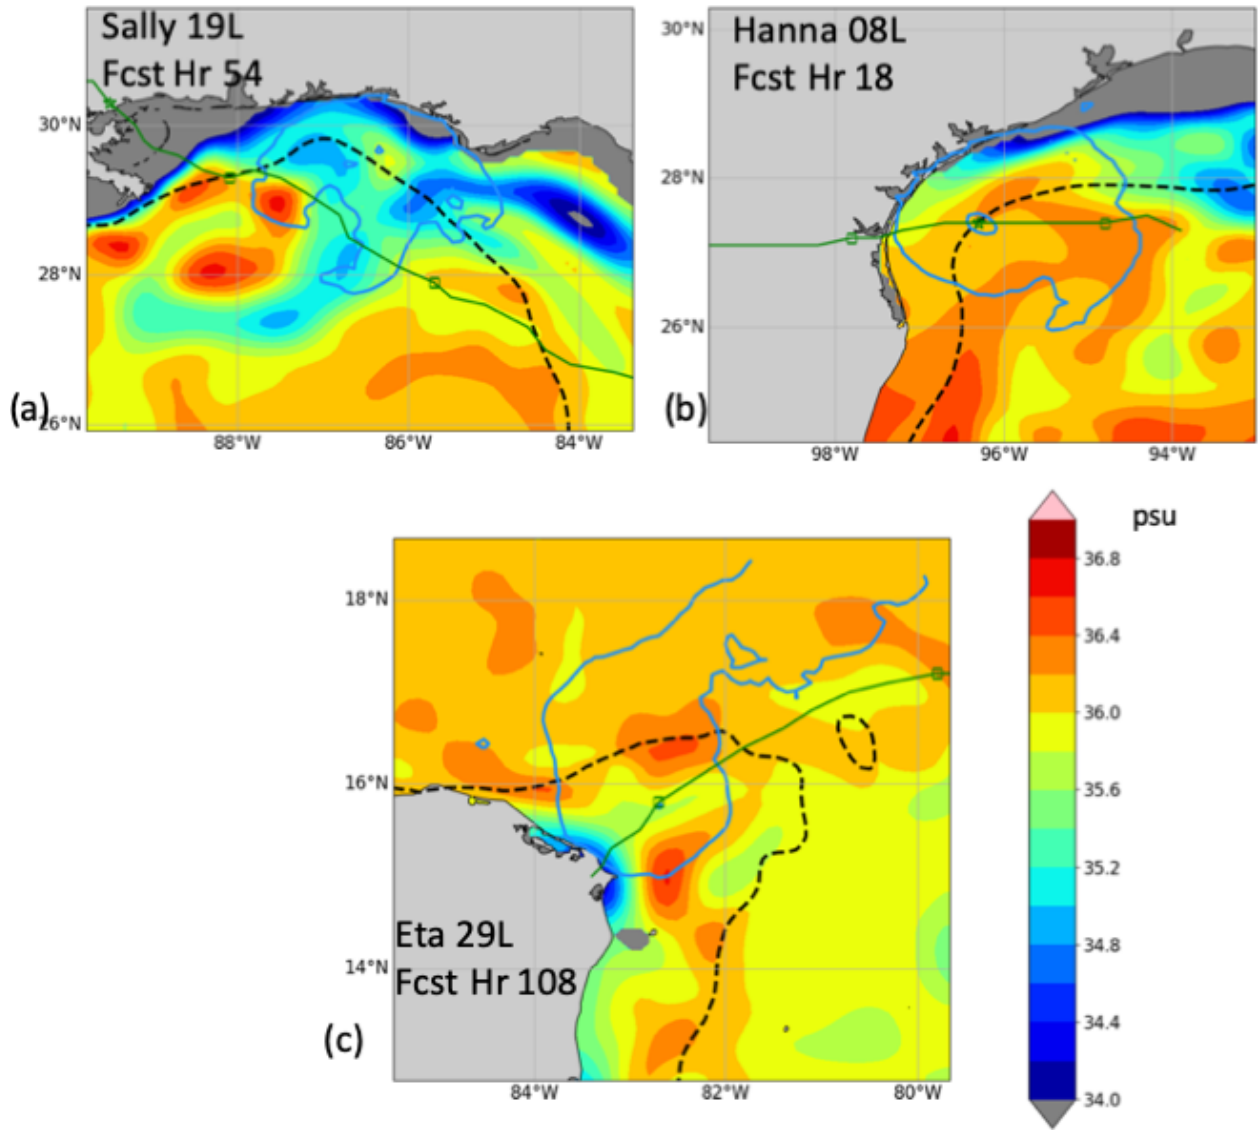 Sally 19L
Fcst Hr 54
30°N
28°N
26°N
(a)
88°W
86°W
84°W
Hanna 08L
Fcst Hr 18
30°N
28°N
26°N
(b)
98°W
96°W
94°W
18°N
16°N
14°N
Eta 29L
Fcst Hr 108
(c)
84°W
82°W
80°W
psu
36.8
36.4
36.0
35.6
35.2
34.8
34.4
34.0